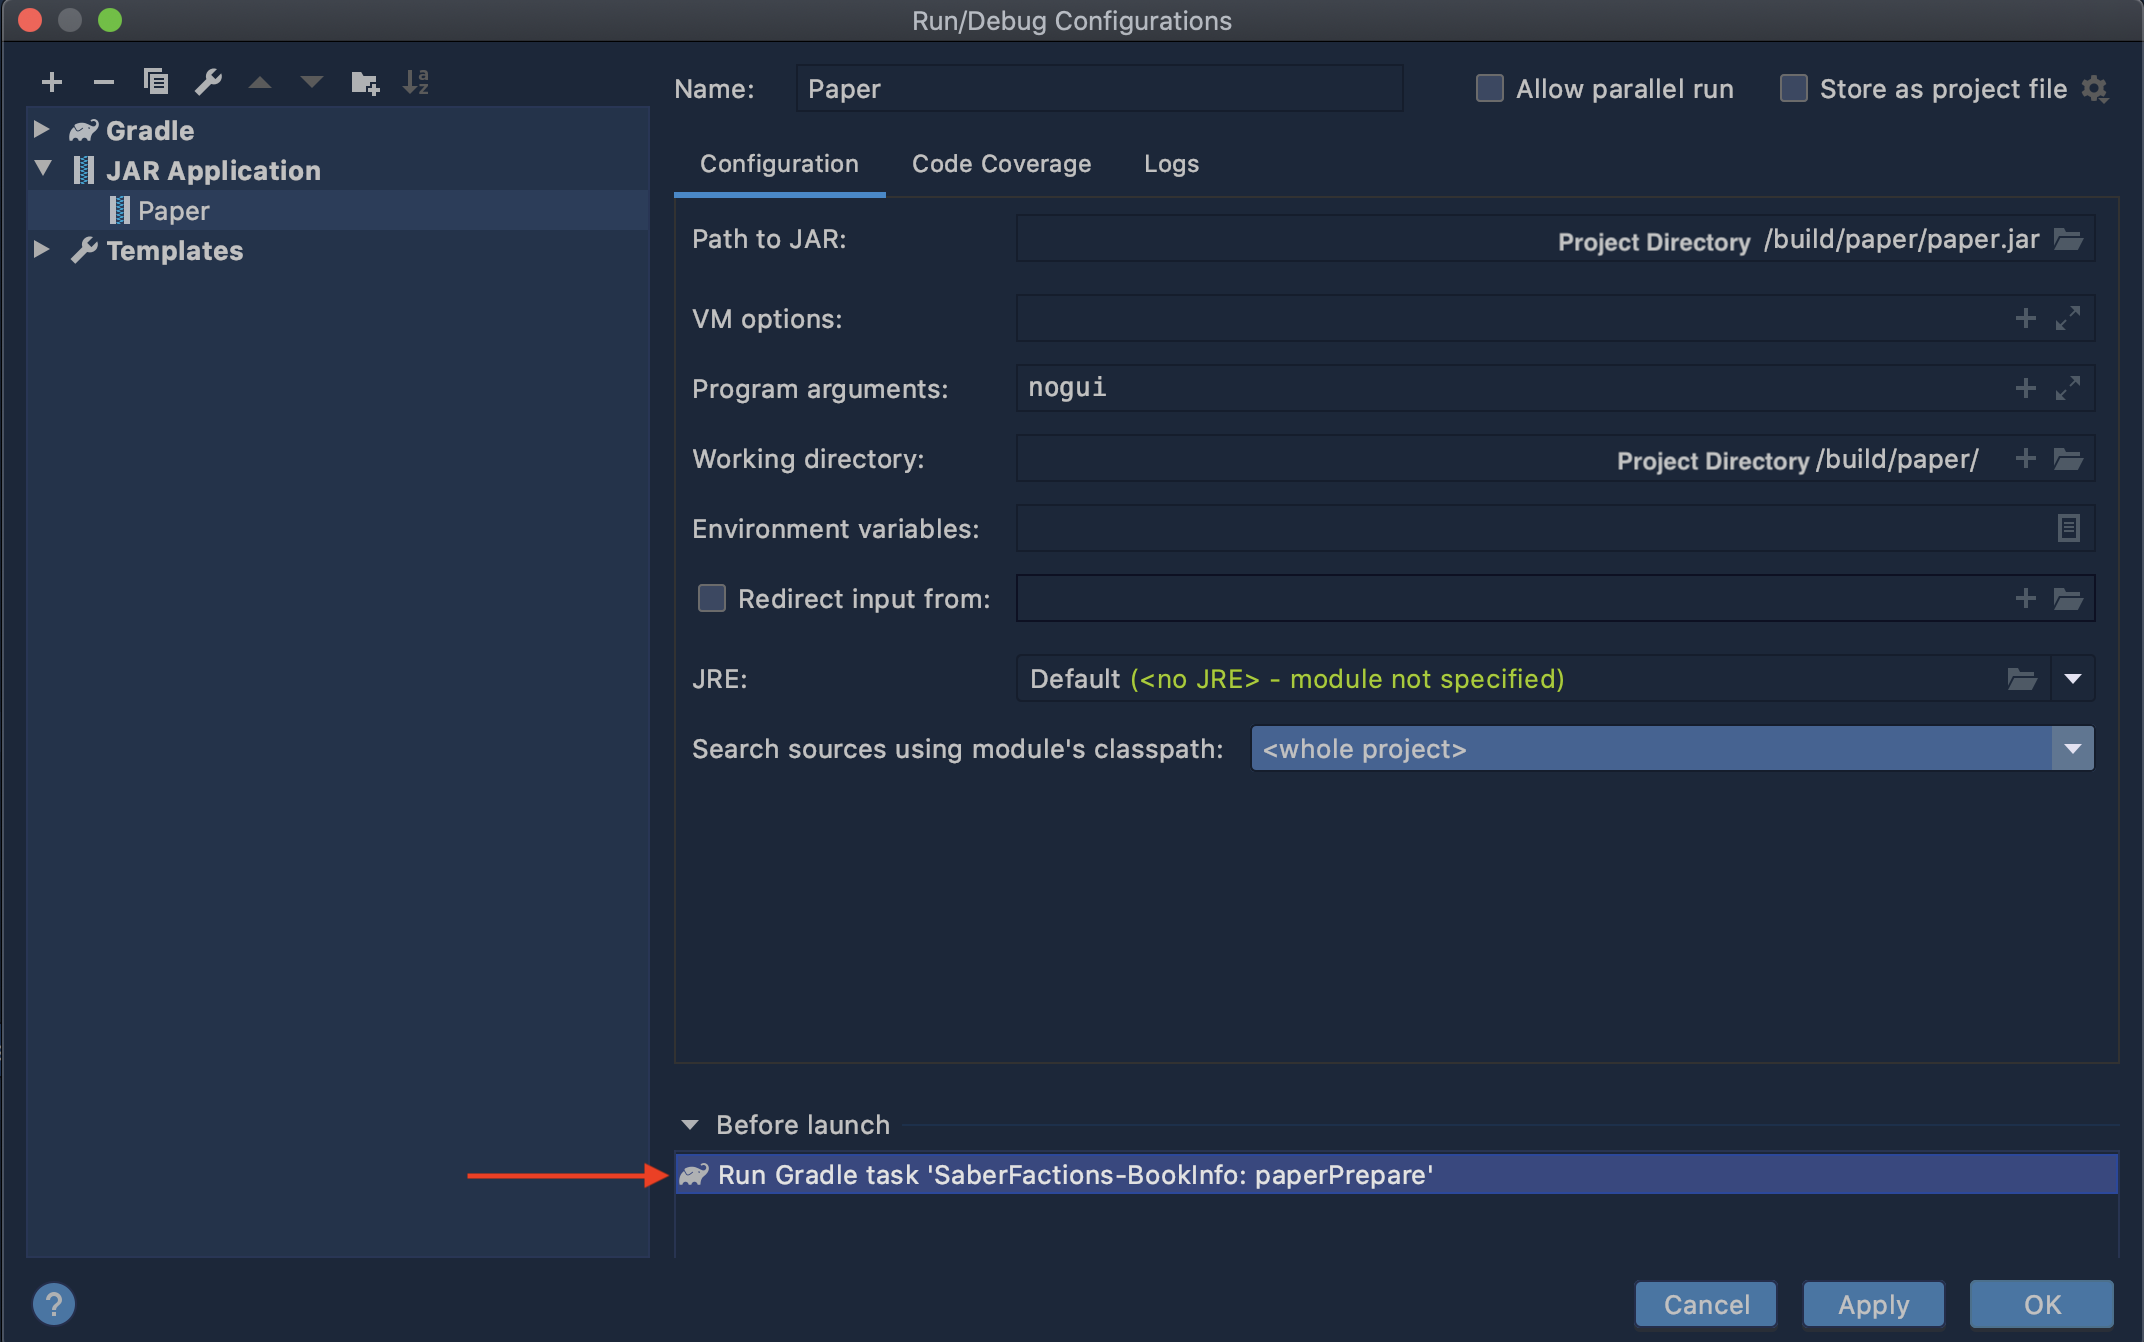 Run/Debug Configurations
Name: Paper Allow parallel run Store as project file
Gradle
JAR Application
Paper
Templates
Configuration Code Coverage Logs
Path to JAR: Project Directory /build/paper/paper.jar
VM options:
Program arguments: nogui
Working directory: Project Directory /build/paper/
Environment variables:
Redirect input from:
JRE: Default (<no JRE> - module not specified)
Search sources using module's classpath: <whole project>
Before launch
Run Gradle task 'SaberFactions-BookInfo: paperPrepare'
? Cancel Apply OK